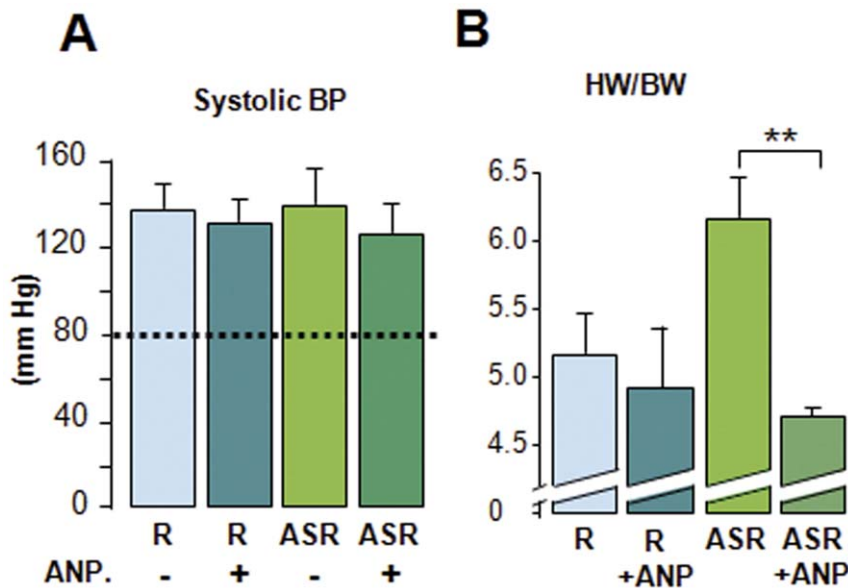 A
Systolic BP
160
120
80
40
0
(mm Hg)
R R ASR ASR
ANP. - + - +
B
HW/BW
**
6.5
6.0
5.5
5.0
4.5
0
R R ASR ASR
+ANP +ANP